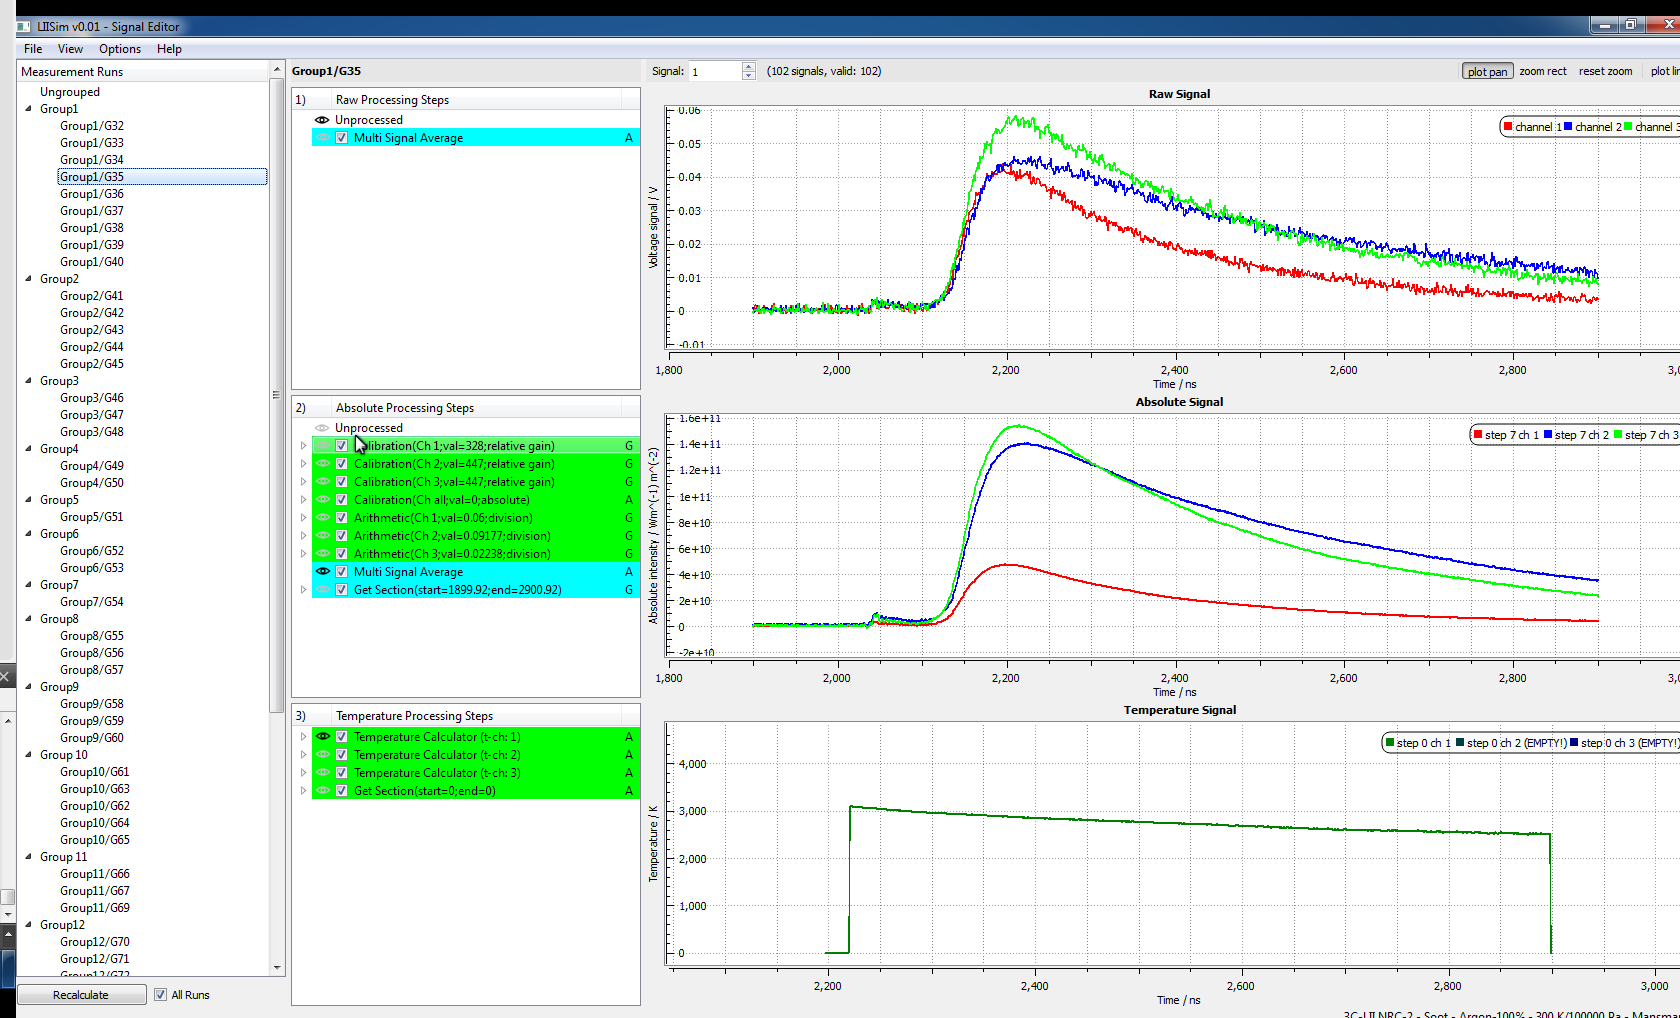 LIISim v0.01 - Signal Editor
File View Options Help
Measurement Runs
Ungrouped
Group1
Group1/G32
Group1/G33
Group1/G34
Group1/G35
Group1/G36
Group1/G37
Group1/G38
Group1/G39
Group1/G40
Group2
Group2/G41
Group2/G42
Group2/G43
Group2/G44
Group2/G45
Group3
Group3/G46
Group3/G47
Group3/G48
Group4
Group4/G49
Group4/G50
Group5
Group5/G51
Group6
Group6/G52
Group6/G53
Group7
Group7/G54
Group8
Group8/G55
Group8/G56
Group8/G57
Group9
Group9/G58
Group9/G59
Group9/G60
Group 10
Group10/G61
Group10/G63
Group10/G62
Group10/G64
Group10/G65
Group 11
Group11/G66
Group11/G67
Group11/G69
Group12
Group12/G70
Group12/G71
Group12/G72
Recalculate All Runs
Group1/G35
1) Raw Processing Steps
Unprocessed
Multi Signal Average A
2) Absolute Processing Steps
Unprocessed
Calibration(Ch 1;val=328;relative gain) G
Calibration(Ch 2;val=447;relative gain) G
Calibration(Ch 3;val=447;relative gain) G
Calibration(Ch all;val=0;absolute) A
Arithmetic(Ch 1;val=0.06;division) G
Arithmetic(Ch 2;val=0.09177;division) G
Arithmetic(Ch 3;val=0.02238;division) G
Multi Signal Average A
Get Section(start=1899.92;end=2900.92) G
3) Temperature Processing Steps
Temperature Calculator (t-ch: 1) A
Temperature Calculator (t-ch: 2) A
Temperature Calculator (t-ch: 3) A
Get Section(start=0;end=0) A
Signal: 1 (102 signals, valid: 102) plot pan zoom rect reset zoom plot lin
Raw Signal
channel 1 channel 2 channel 3
Voltage signal / V
0.06
0.05
0.04
0.03
0.02
0.01
0
-0.01
1,800 2,000 2,200 2,400 2,600 2,800 3,0
Time / ns
Absolute Signal
step 7 ch 1 step 7 ch 2 step 7 ch 3
Absolute intensity / Wm^(-1) m^(-2)
1.6e+11
1.4e+11
1.2e+11
1e+11
8e+10
6e+10
4e+10
2e+10
0
-2e+10
1,800 2,000 2,200 2,400 2,600 2,800 3,0
Time / ns
Temperature Signal
step 0 ch 1 step 0 ch 2 (EMPTY!) step 0 ch 3 (EMPTY!)
Temperature / K
4,000
3,000
2,000
1,000
0
2,200 2,400 2,600 2,800 3,000
Time / ns
3C-LII NRC-2 - Soot - Argon-100% - 300 K/100000 Pa - Mansmar